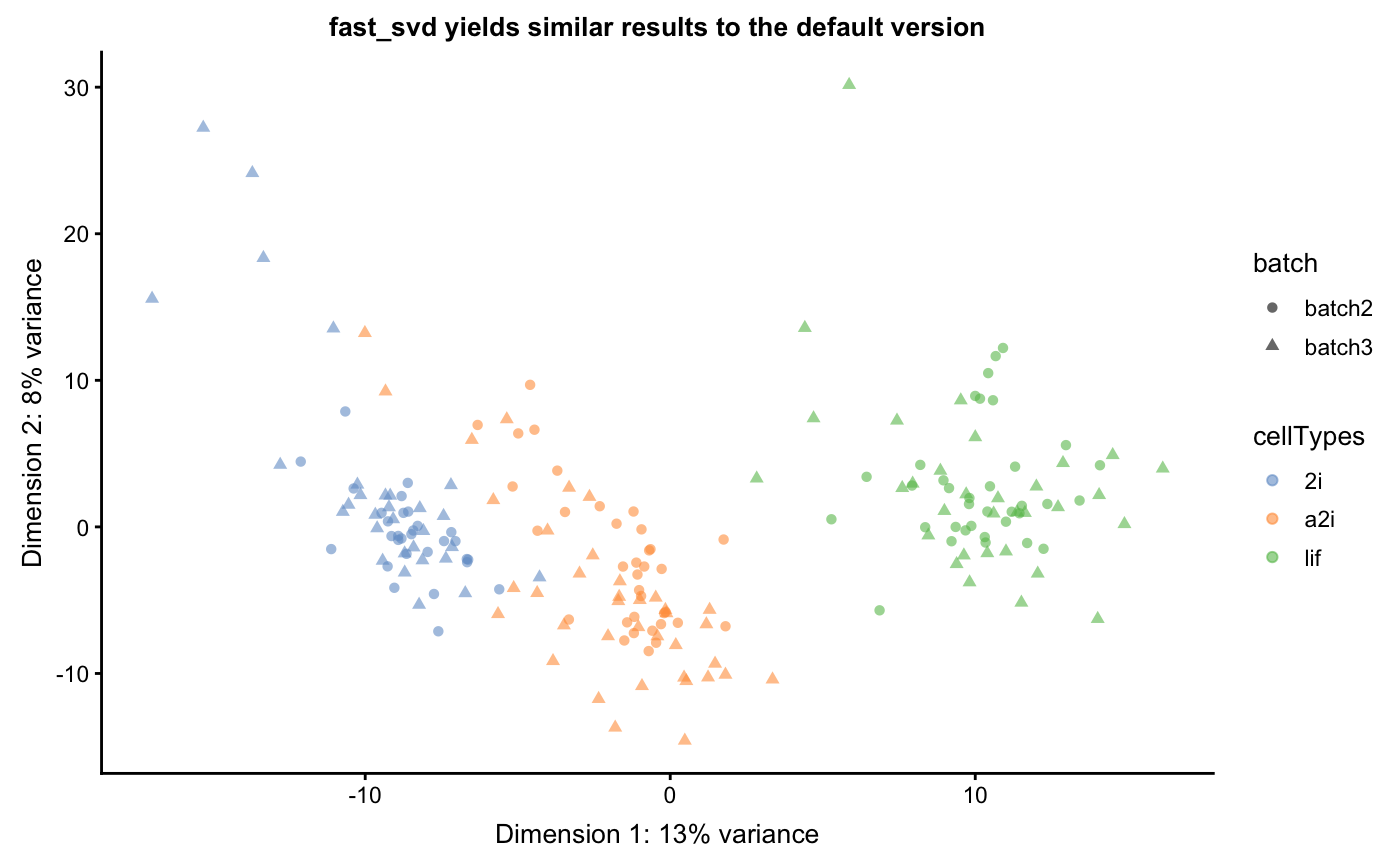 fast_svd yields similar results to the default version
30
20
10
0
-10
Dimension 2: 8% variance
-10
0
10
Dimension 1: 13% variance
batch
batch2
batch3
cellTypes
2i
a2i
lif